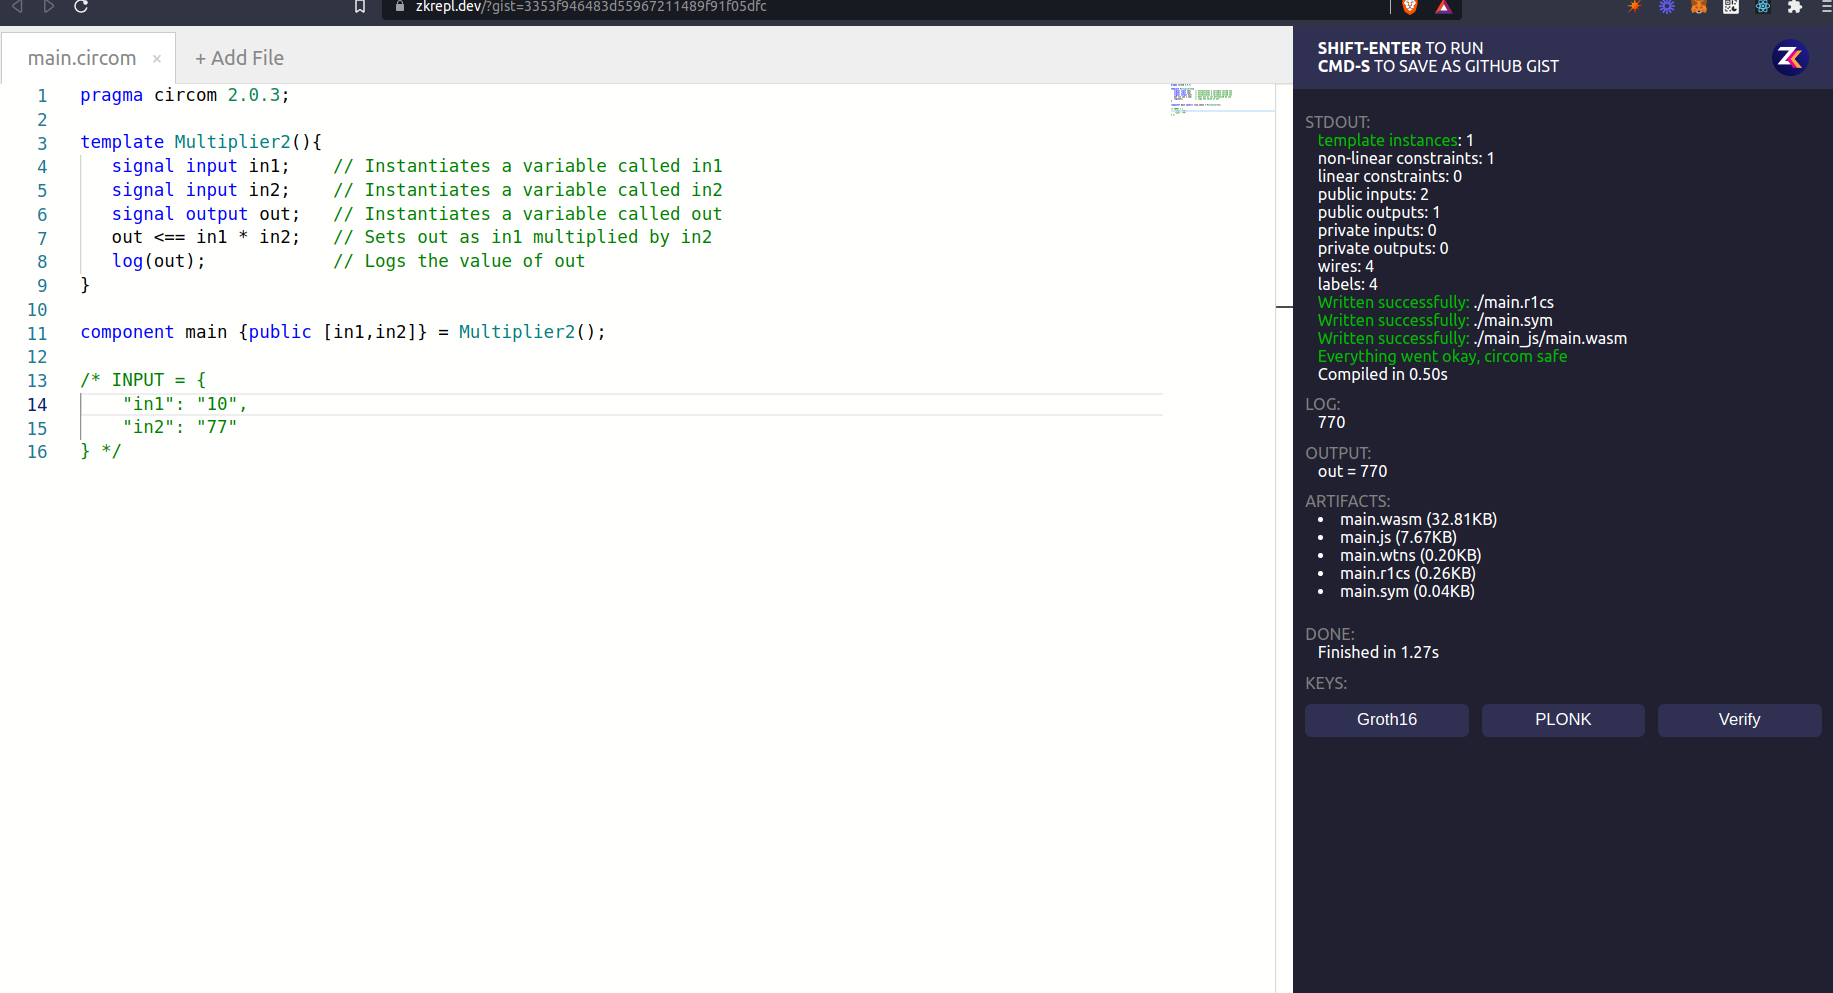 zkrepl.dev/?gist=3353f946483d55967211489f91f05dfc
main.circom ×
+ Add File
1 pragma circom 2.0.3;
2
3 template Multiplier2(){
4 signal input in1; // Instantiates a variable called in1
5 signal input in2; // Instantiates a variable called in2
6 signal output out; // Instantiates a variable called out
7 out <== in1 * in2; // Sets out as in1 multiplied by in2
8 log(out); // Logs the value of out
9 }
10
11 component main {public [in1,in2]} = Multiplier2();
12
13 /* INPUT = {
14 "in1": "10",
15 "in2": "77"
16 } */
SHIFT-ENTER TO RUN
CMD-S TO SAVE AS GITHUB GIST
ZK
STDOUT:
template instances: 1
non-linear constraints: 1
linear constraints: 0
public inputs: 2
public outputs: 1
private inputs: 0
private outputs: 0
wires: 4
labels: 4
Written successfully: ./main.r1cs
Written successfully: ./main.sym
Written successfully: ./main_js/main.wasm
Everything went okay, circom safe
Compiled in 0.50s
LOG:
770
OUTPUT:
out = 770
ARTIFACTS:
• main.wasm (32.81KB)
• main.js (7.67KB)
• main.wtns (0.20KB)
• main.r1cs (0.26KB)
• main.sym (0.04KB)
DONE:
Finished in 1.27s
KEYS:
Groth16
PLONK
Verify